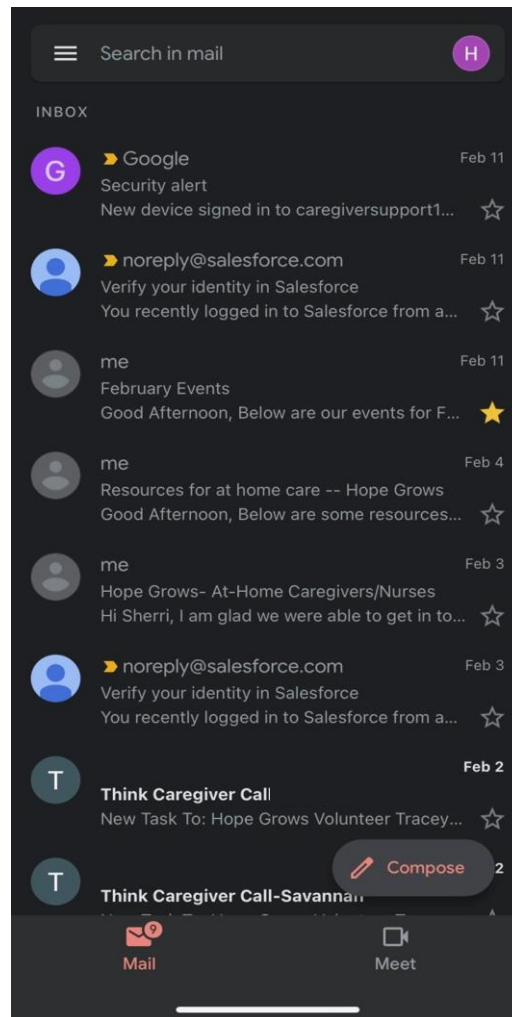 Search in mail
H
INBOX
G
Google
Feb 11
Security alert
New device signed in to caregiversupport1...
noreply@salesforce.com
Feb 11
Verify your identity in Salesforce
You recently logged in to Salesforce from a...
me
Feb 11
February Events
Good Afternoon, Below are our events for F...
me
Feb 4
Resources for at home care -- Hope Grows
Good Afternoon, Below are some resources...
me
Feb 3
Hope Grows- At-Home Caregivers/Nurses
Hi Sherri, I am glad we were able to get in to...
noreply@salesforce.com
Feb 3
Verify your identity in Salesforce
You recently logged in to Salesforce from a...
T
Feb 2
Think Caregiver Call
New Task To: Hope Grows Volunteer Tracey...
Compose
2
T
Think Caregiver Call-Savannah
9
Mail
Meet